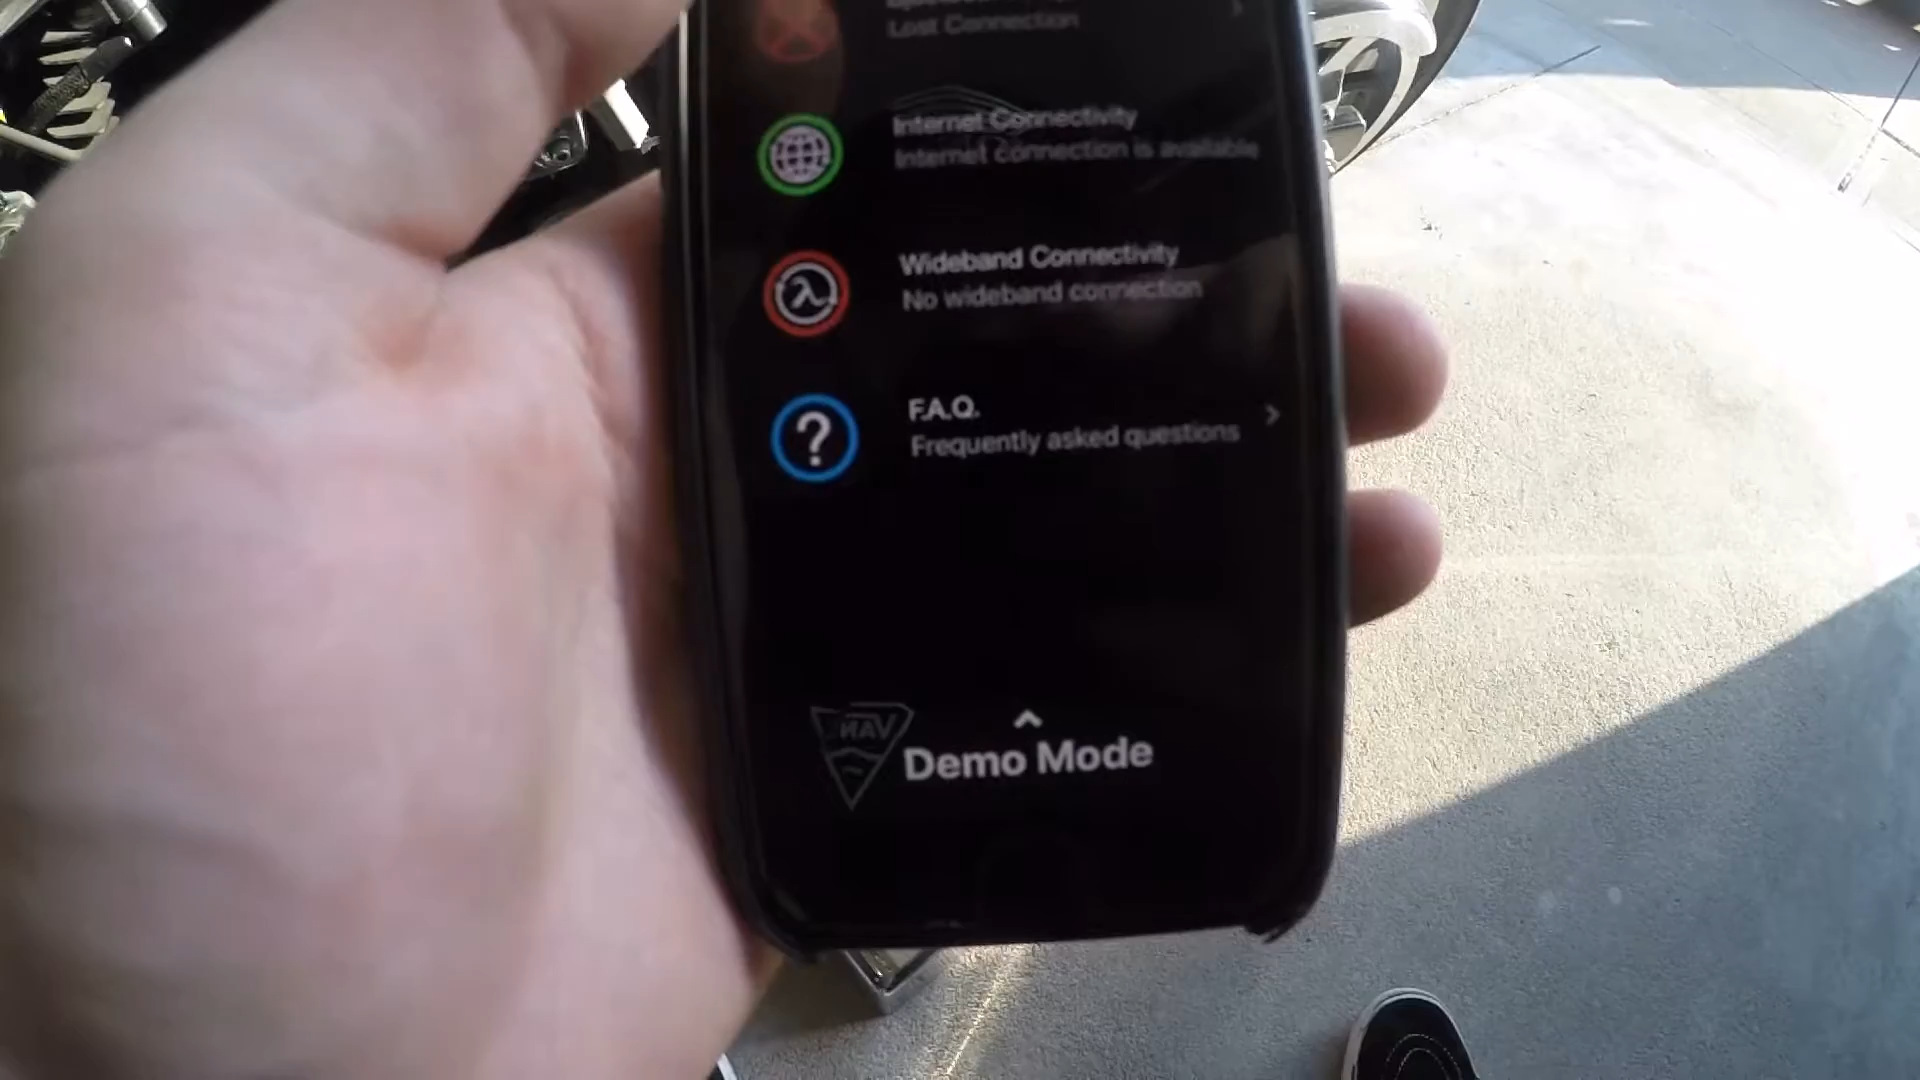 Lost Connection
Internet Connectivity
Internet connection is available
Wideband Connectivity
No wideband connection
F.A.Q.
Frequently asked questions
Demo Mode